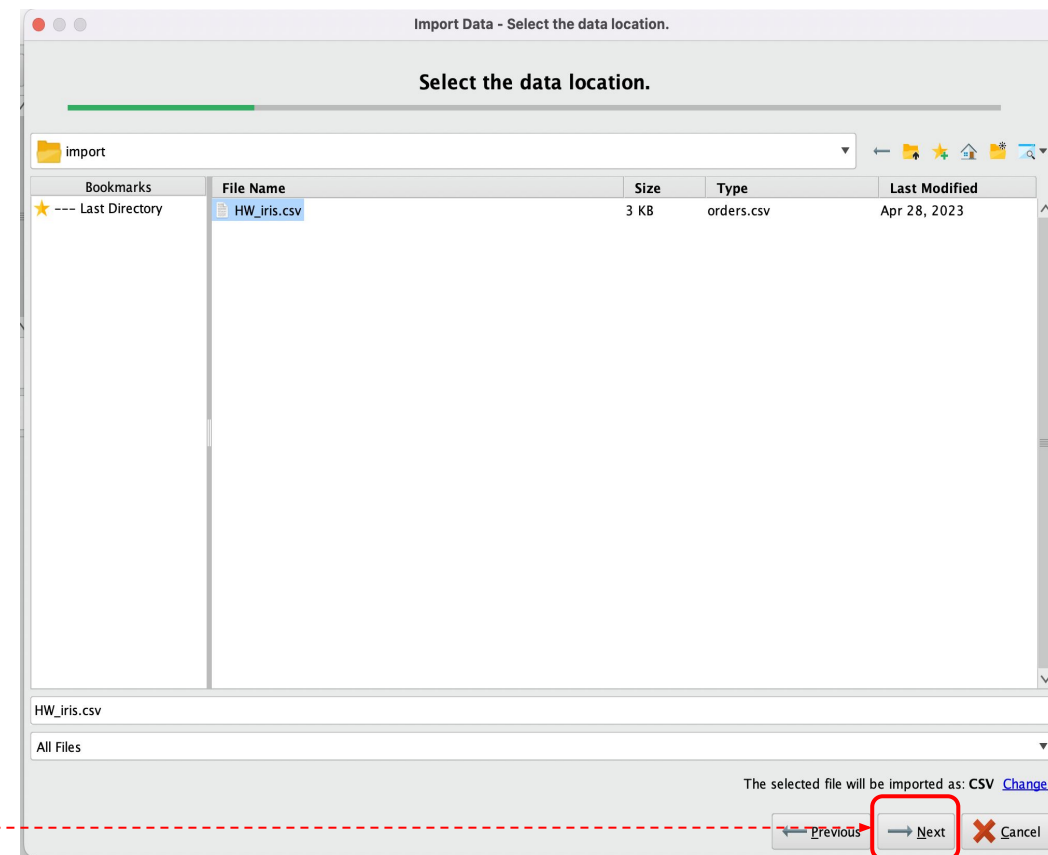 Import Data - Select the data location.
Select the data location.
import
Bookmarks File Name Size Type Last Modified
--- Last Directory HW_iris.csv 3 KB orders.csv Apr 28, 2023
HW_iris.csv
All Files
The selected file will be imported as: CSV Change
Previous Next Cancel